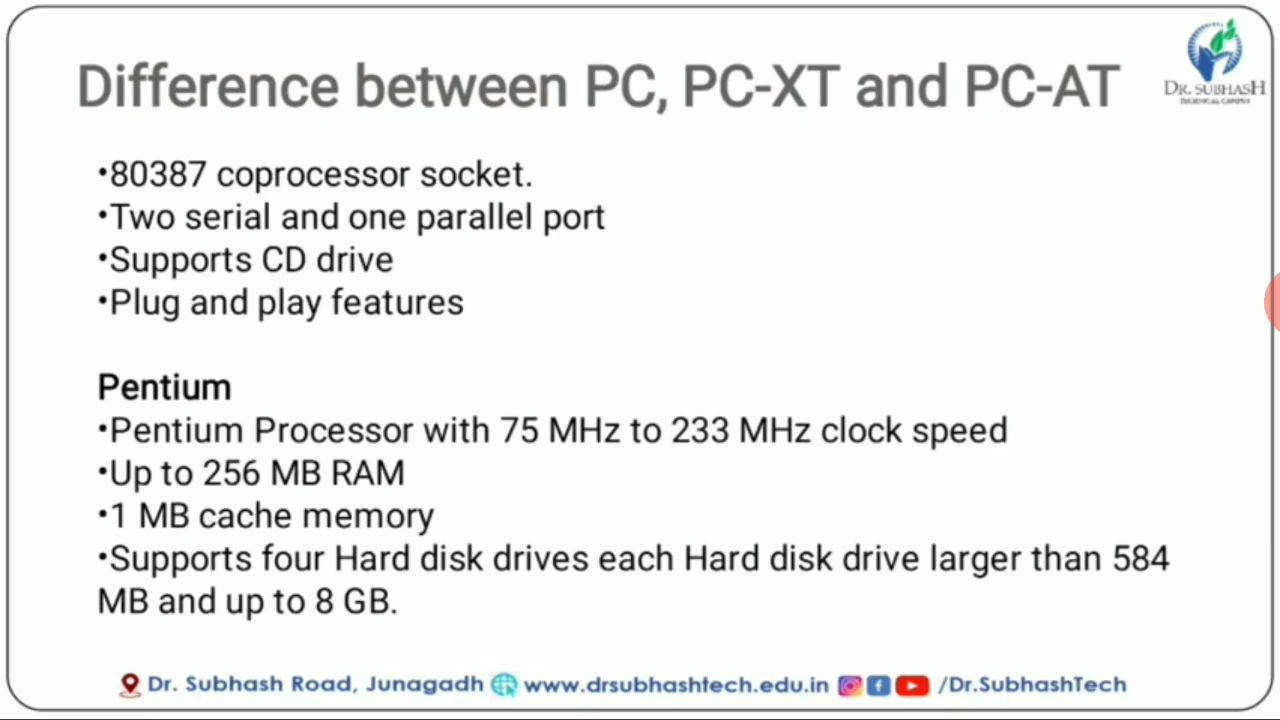 Difference between PC, PC-XT and PC-AT
DR. SUBHASH
TECHNICAL CAMPUS
•80387 coprocessor socket.
•Two serial and one parallel port
•Supports CD drive
•Plug and play features
Pentium
•Pentium Processor with 75 MHz to 233 MHz clock speed
•Up to 256 MB RAM
•1 MB cache memory
•Supports four Hard disk drives each Hard disk drive larger than 584
MB and up to 8 GB.
Dr. Subhash Road, Junagadh www.drsubhashtech.edu.in /Dr.SubhashTech